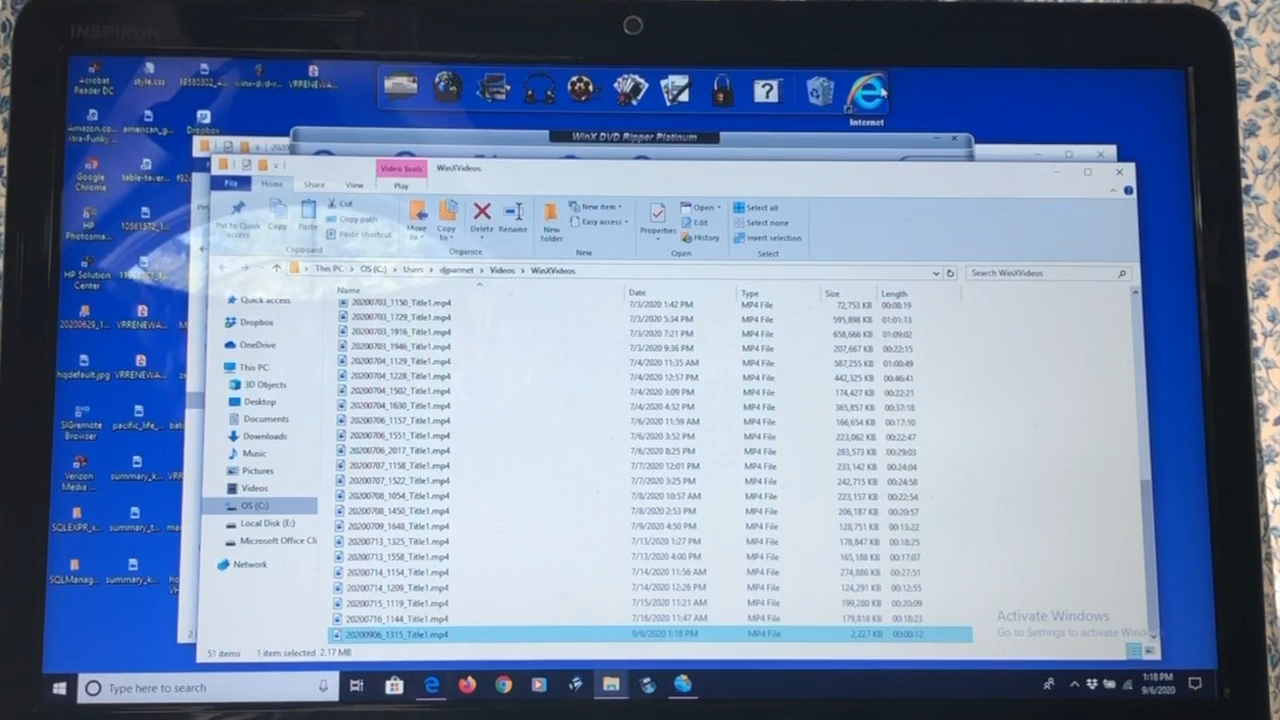 INSPIRON
Acrobat Reader DC
style.css
VRRENEWA...
Internet
Dropbox
WinX DVD Ripper Platinum
Google Chrome
HP Photosma...
HP Solution Center
20200629_1...
VRRENEWA...
hqdefault.jpg
VRRENEWA...
SIGremote Browser
pacific_life_...
Verizon Media ...
summary_k...
SQLEXPR_x...
summary_t...
SQLManag...
summary_k...
Video Tools
WinXVideos
File
Home
Share
View
Play
Pin to Quick access
Copy
Paste
Cut
Copy path
Paste shortcut
Clipboard
Move to
Copy to
Delete
Rename
Organize
New folder
New item
Easy access
New
Properties
Open
Edit
History
Open
Select all
Select none
Invert selection
Select
This PC > OS (C:) > Users > djparmet > Videos > WinXVideos
Search WinXVideos
Name Date Type Size Length
Quick access
Dropbox
OneDrive
This PC
3D Objects
Desktop
Documents
Downloads
Music
Pictures
Videos
OS (C:)
Local Disk (E:)
Microsoft Office Cli
Network
20200703_1150_Title1.mp4 7/3/2020 1:42 PM MP4 File 72,753 KB 00:08:19
20200703_1729_Title1.mp4 7/3/2020 5:34 PM MP4 File 595,898 KB 01:01:13
20200703_1916_Title1.mp4 7/3/2020 7:21 PM MP4 File 658,666 KB 01:09:02
20200703_1946_Title1.mp4 7/3/2020 9:36 PM MP4 File 207,667 KB 00:22:15
20200704_1129_Title1.mp4 7/4/2020 11:35 AM MP4 File 587,255 KB 01:00:49
20200704_1228_Title1.mp4 7/4/2020 12:57 PM MP4 File 442,325 KB 00:46:41
20200704_1502_Title1.mp4 7/4/2020 3:09 PM MP4 File 174,427 KB 00:22:21
20200704_1630_Title1.mp4 7/4/2020 4:32 PM MP4 File 365,857 KB 00:37:18
20200706_1157_Title1.mp4 7/6/2020 11:59 AM MP4 File 166,654 KB 00:17:10
20200706_1551_Title1.mp4 7/6/2020 3:52 PM MP4 File 223,062 KB 00:22:47
20200706_2017_Title1.mp4 7/6/2020 8:25 PM MP4 File 283,573 KB 00:29:03
20200707_1158_Title1.mp4 7/7/2020 12:01 PM MP4 File 233,142 KB 00:24:04
20200707_1522_Title1.mp4 7/7/2020 3:25 PM MP4 File 242,715 KB 00:24:58
20200708_1054_Title1.mp4 7/8/2020 10:57 AM MP4 File 223,157 KB 00:22:54
20200708_1450_Title1.mp4 7/8/2020 2:53 PM MP4 File 206,187 KB 00:20:57
20200709_1648_Title1.mp4 7/9/2020 4:50 PM MP4 File 128,751 KB 00:13:22
20200713_1325_Title1.mp4 7/13/2020 1:27 PM MP4 File 178,847 KB 00:18:25
20200713_1558_Title1.mp4 7/13/2020 4:00 PM MP4 File 165,188 KB 00:17:07
20200714_1154_Title1.mp4 7/14/2020 11:56 AM MP4 File 274,886 KB 00:27:51
20200714_1209_Title1.mp4 7/14/2020 12:26 PM MP4 File 124,291 KB 00:12:55
20200715_1119_Title1.mp4 7/15/2020 11:21 AM MP4 File 199,280 KB 00:20:09
20200716_1144_Title1.mp4 7/16/2020 11:47 AM MP4 File 179,818 KB 00:18:23
20200906_1315_Title1.mp4 9/6/2020 1:18 PM MP4 File 2,227 KB 00:00:12
51 items 1 item selected 2.17 MB
Activate Windows
Go to Settings to activate Windows
Type here to search
1:18 PM
9/6/2020